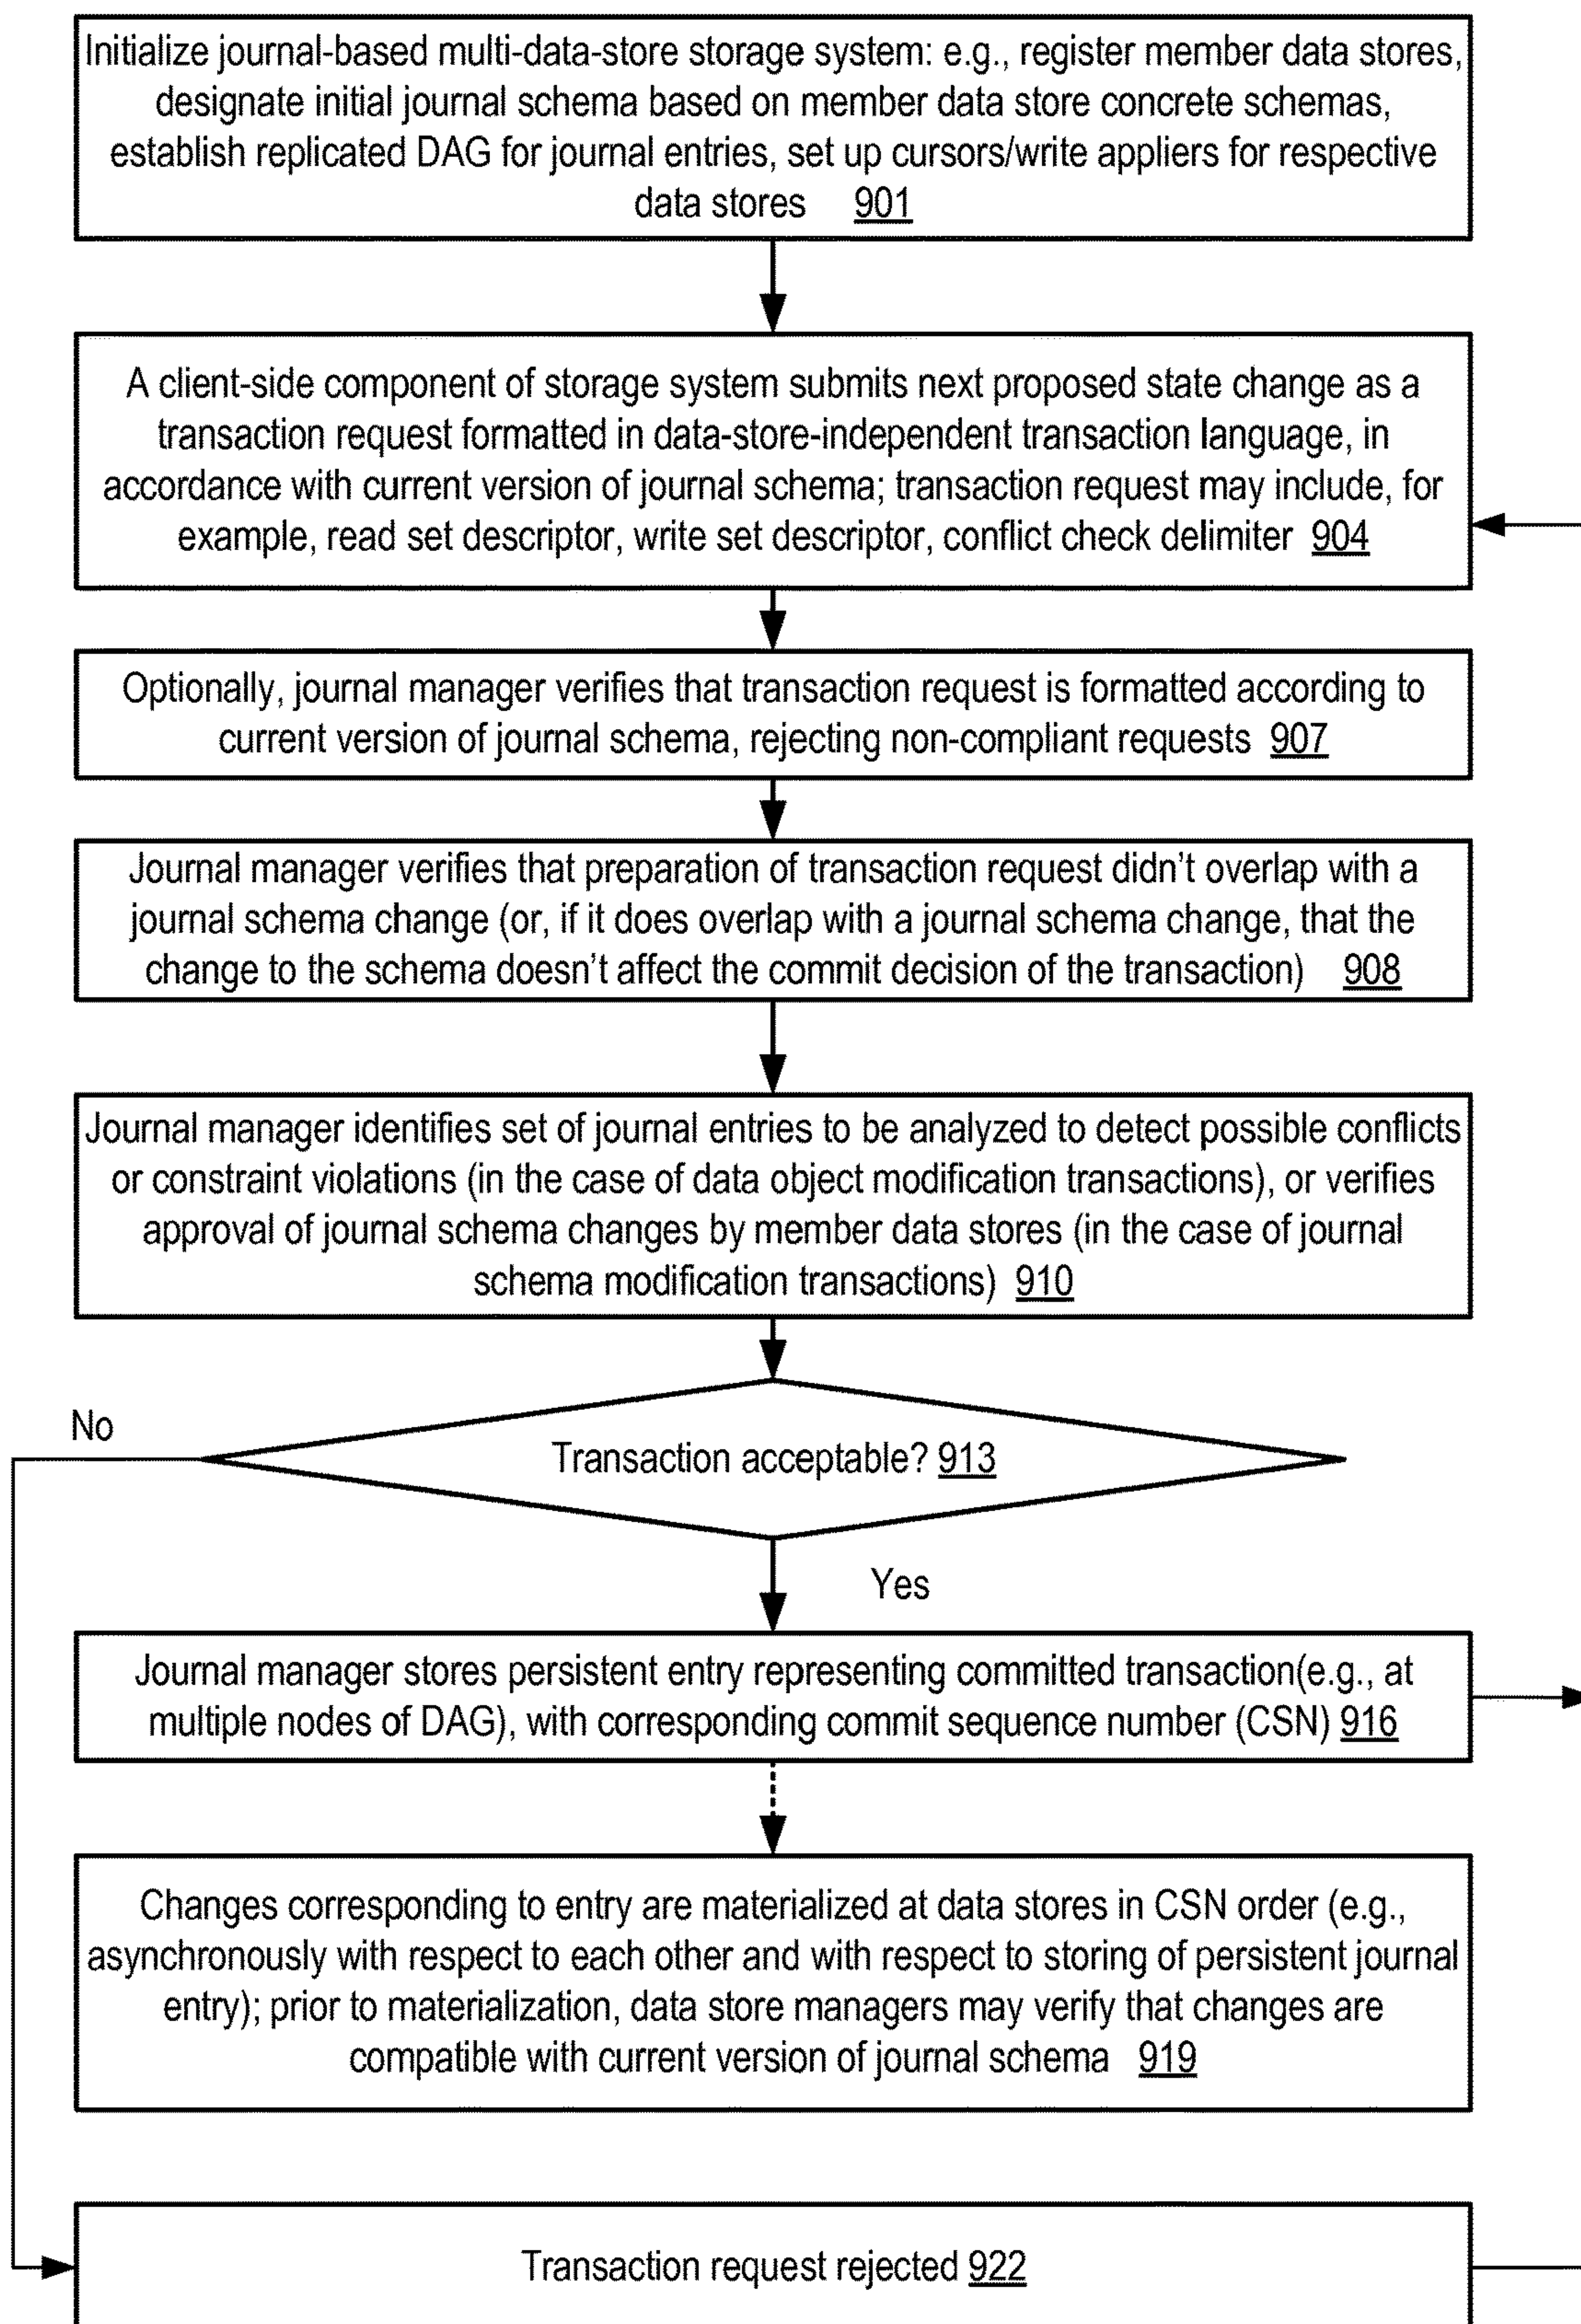 Initialize journal-based multi-data-store storage system: e.g., register member data stores,
designate initial journal schema based on member data store concrete schemas,
establish replicated DAG for journal entries, set up cursors/write appliers for respective
data stores 901
A client-side component of storage system submits next proposed state change as a
transaction request formatted in data-store-independent transaction language, in
accordance with current version of journal schema; transaction request may include, for
example, read set descriptor, write set descriptor, conflict check delimiter 904
Optionally, journal manager verifies that transaction request is formatted according to
current version of journal schema, rejecting non-compliant requests 907
Journal manager verifies that preparation of transaction request didn't overlap with a
journal schema change (or, if it does overlap with a journal schema change, that the
change to the schema doesn't affect the commit decision of the transaction) 908
Journal manager identifies set of journal entries to be analyzed to detect possible conflicts
or constraint violations (in the case of data object modification transactions), or verifies
approval of journal schema changes by member data stores (in the case of journal
schema modification transactions) 910
No
Transaction acceptable? 913
Yes
Journal manager stores persistent entry representing committed transaction(e.g., at
multiple nodes of DAG), with corresponding commit sequence number (CSN) 916
Changes corresponding to entry are materialized at data stores in CSN order (e.g.,
asynchronously with respect to each other and with respect to storing of persistent journal
entry); prior to materialization, data store managers may verify that changes are
compatible with current version of journal schema 919
Transaction request rejected 922